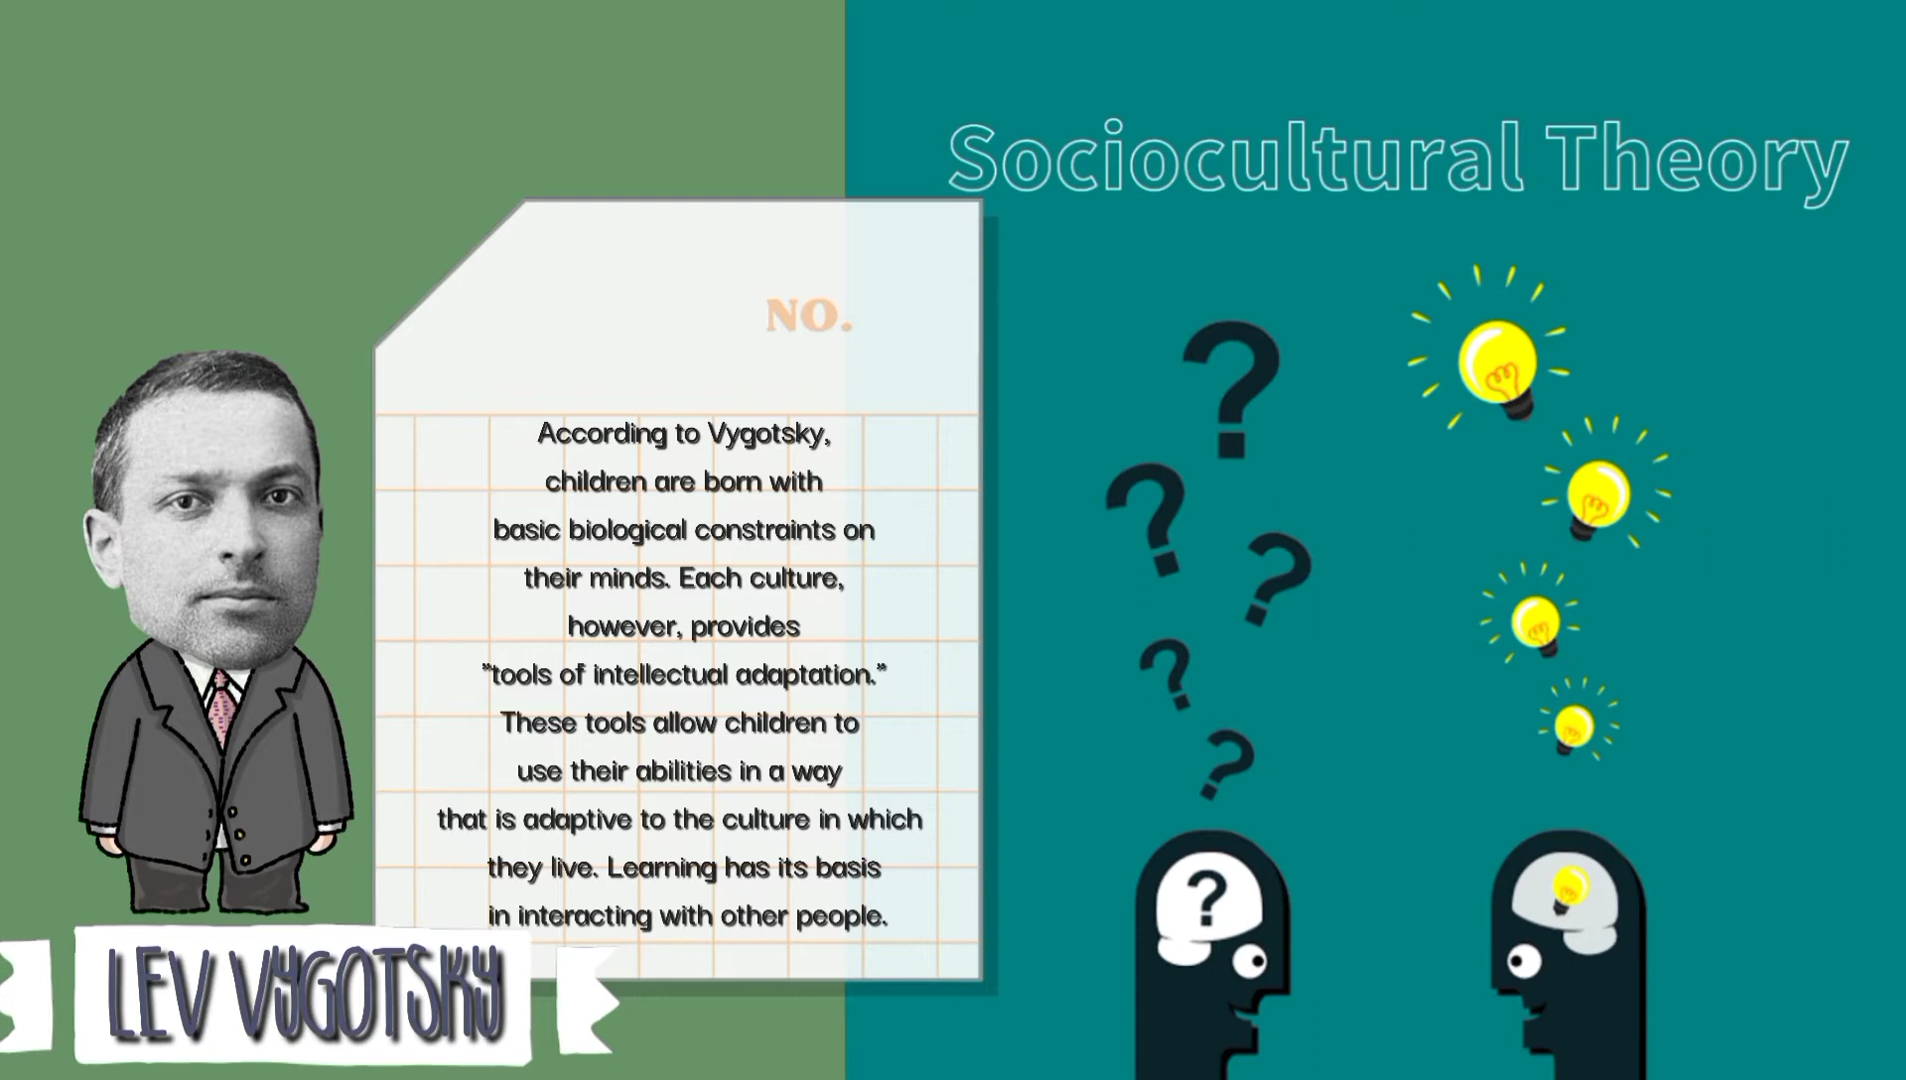 Sociocultural Theory
NO.
According to Vygotsky,
children are born with
basic biological constraints on
their minds. Each culture,
however, provides
"tools of intellectual adaptation."
These tools allow children to
use their abilities in a way
that is adaptive to the culture in which
they live. Learning has its basis
in interacting with other people.
LEV VYGOTSKY
? ? ? ? ?
?